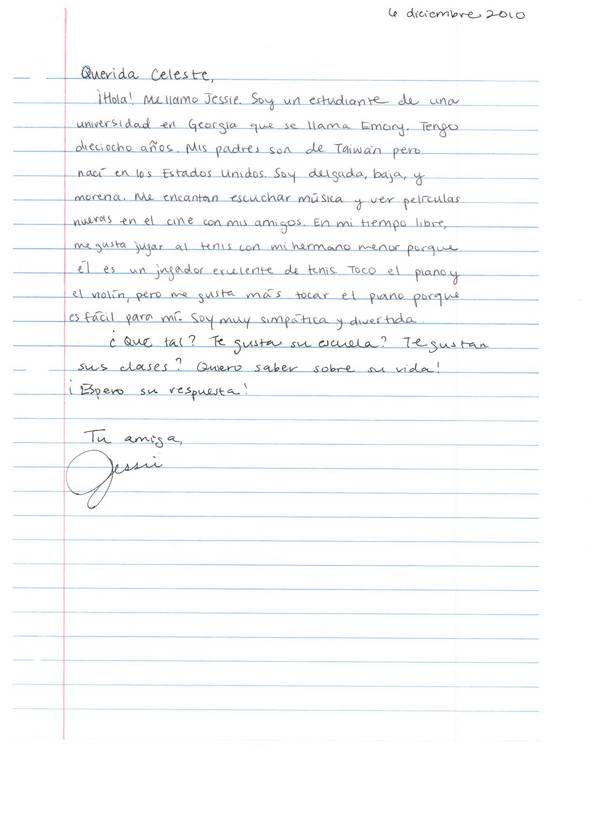 6 diciembre 2010
Querida Celeste,
¡Hola! Me llamo Jessie. Soy un estudiante de una
universidad en Georgia que se llama Emory. Tengo
dieciocho años. Mis padres son de Taiwan pero
nací en los Estados Unidos. Soy delgada, baja, y
morena. Me encantan escuchar música y ver películas
nuevas en el cine con mis amigos. En mi tiempo libre,
me gusta jugar al tenis con mi hermano menor porque
él es un jugador excelente de tenis. Toco el piano y
el violín, pero me gusta más tocar el piano porque
es fácil para mí. Soy muy simpática y divertida.
¿Qué tal? Te gusta su escuela? Te gustan
sus clases? Quiero saber sobre su vida!
¡Espero su respuesta!
Tu amiga,
Jessie